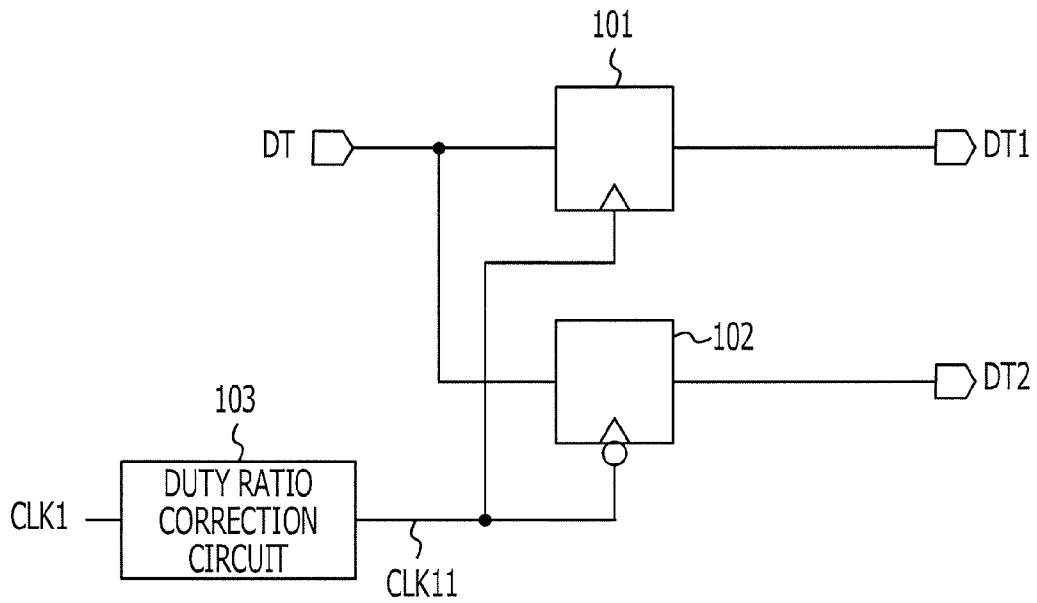 101
DT
DT1
102
DT2
103
DUTY RATIO
CORRECTION
CIRCUIT
CLK1
CLK11